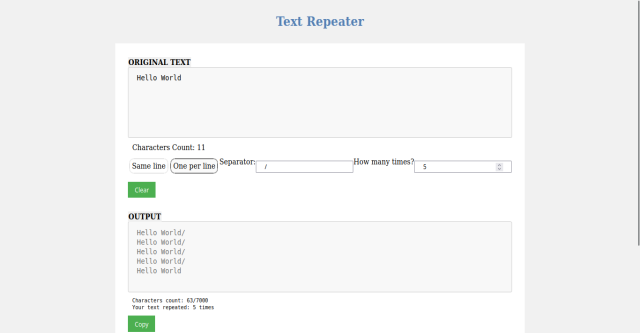 Text Repeater
ORIGINAL TEXT
Hello World
Characters Count: 11
Same line One per line Separator: / How many times? 5
Clear
OUTPUT
Hello World/
Hello World/
Hello World/
Hello World/
Hello World
Characters count: 63/7000
Your text repeated: 5 times
Copy